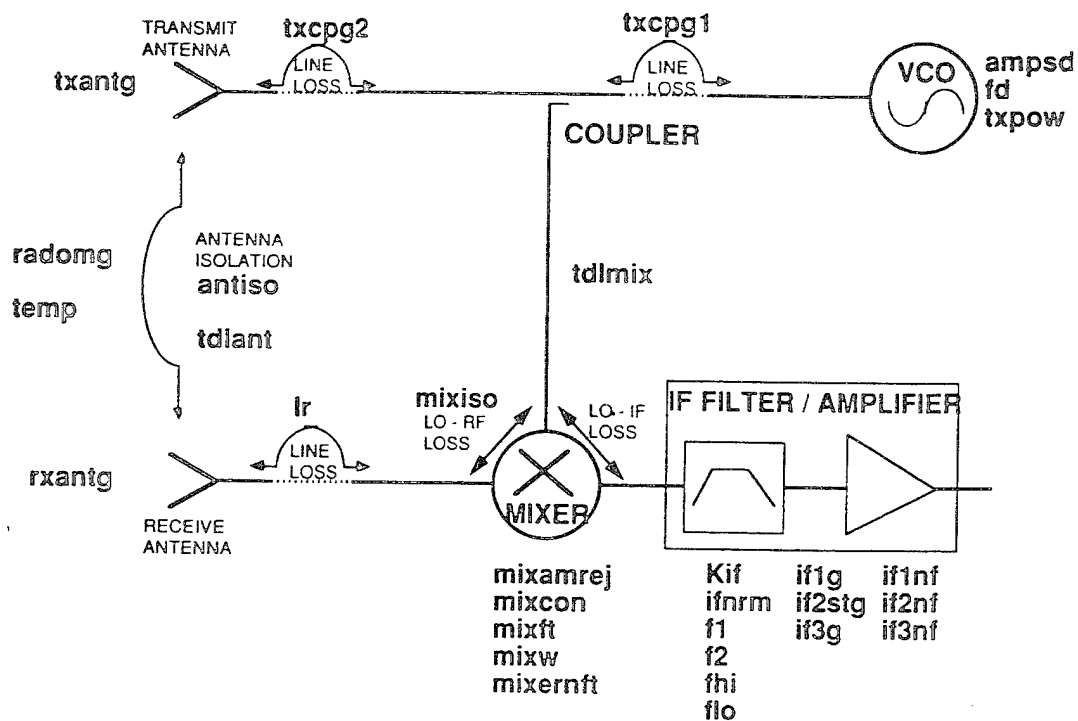 TRANSMIT
ANTENNA
txantg
txcpg2
LINE
LOSS
txcpg1
LINE
LOSS
VCO
ampsd
fd
txpow
COUPLER
radomg
temp
ANTENNA
ISOLATION
antiso
tdlant
tdlmix
rxantg
RECEIVE
ANTENNA
lr
LINE
LOSS
mixiso
LO - RF
LOSS
LO - IF
LOSS
MIXER
IF FILTER / AMPLIFIER
mixamrej
mixcon
mixft
mixw
mixernft
Kif
ifnrm
f1
f2
fhi
flo
if1g
if2stg
if3g
if1nf
if2nf
if3nf